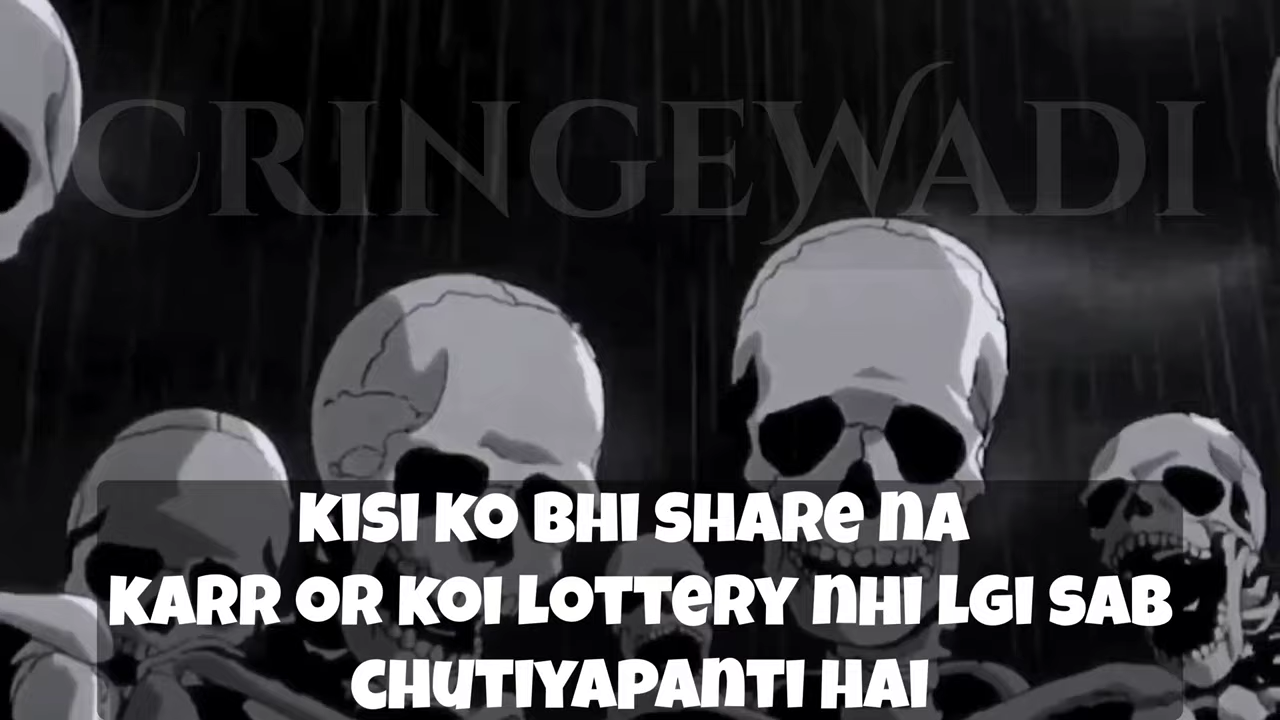 CRINGEWADI
KISI KO BHI SHARE NA
KARR OR KOI LOTTERY NHI LGI SAB
CHUTIYAPANTI HAI